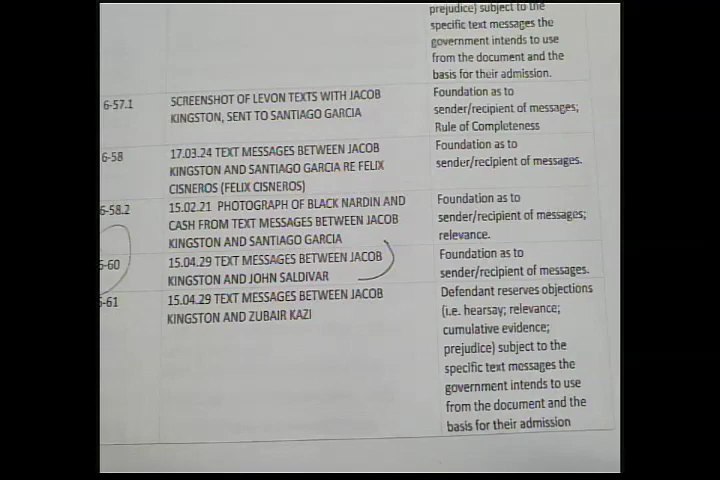 prejudice) subject to the
specific text messages the
government intends to use
from the document and the
basis for their admission.
6-57.1
SCREENSHOT OF LEVON TEXTS WITH JACOB
KINGSTON, SENT TO SANTIAGO GARCIA
Foundation as to
sender/recipient of messages;
Rule of Completeness
6-58
17.03.24 TEXT MESSAGES BETWEEN JACOB
KINGSTON AND SANTIAGO GARCIA RE FELIX
CISNEROS (FELIX CISNEROS)
Foundation as to
sender/recipient of messages.
6-58.2
15.02.21 PHOTOGRAPH OF BLACK NARDIN AND
CASH FROM TEXT MESSAGES BETWEEN JACOB
KINGSTON AND SANTIAGO GARCIA
Foundation as to
sender/recipient of messages;
relevance.
6-60
15.04.29 TEXT MESSAGES BETWEEN JACOB
KINGSTON AND JOHN SALDIVAR
Foundation as to
sender/recipient of messages.
6-61
15.04.29 TEXT MESSAGES BETWEEN JACOB
KINGSTON AND ZUBAIR KAZI
Defendant reserves objections
(i.e. hearsay; relevance;
cumulative evidence;
prejudice) subject to the
specific text messages the
government intends to use
from the document and the
basis for their admission